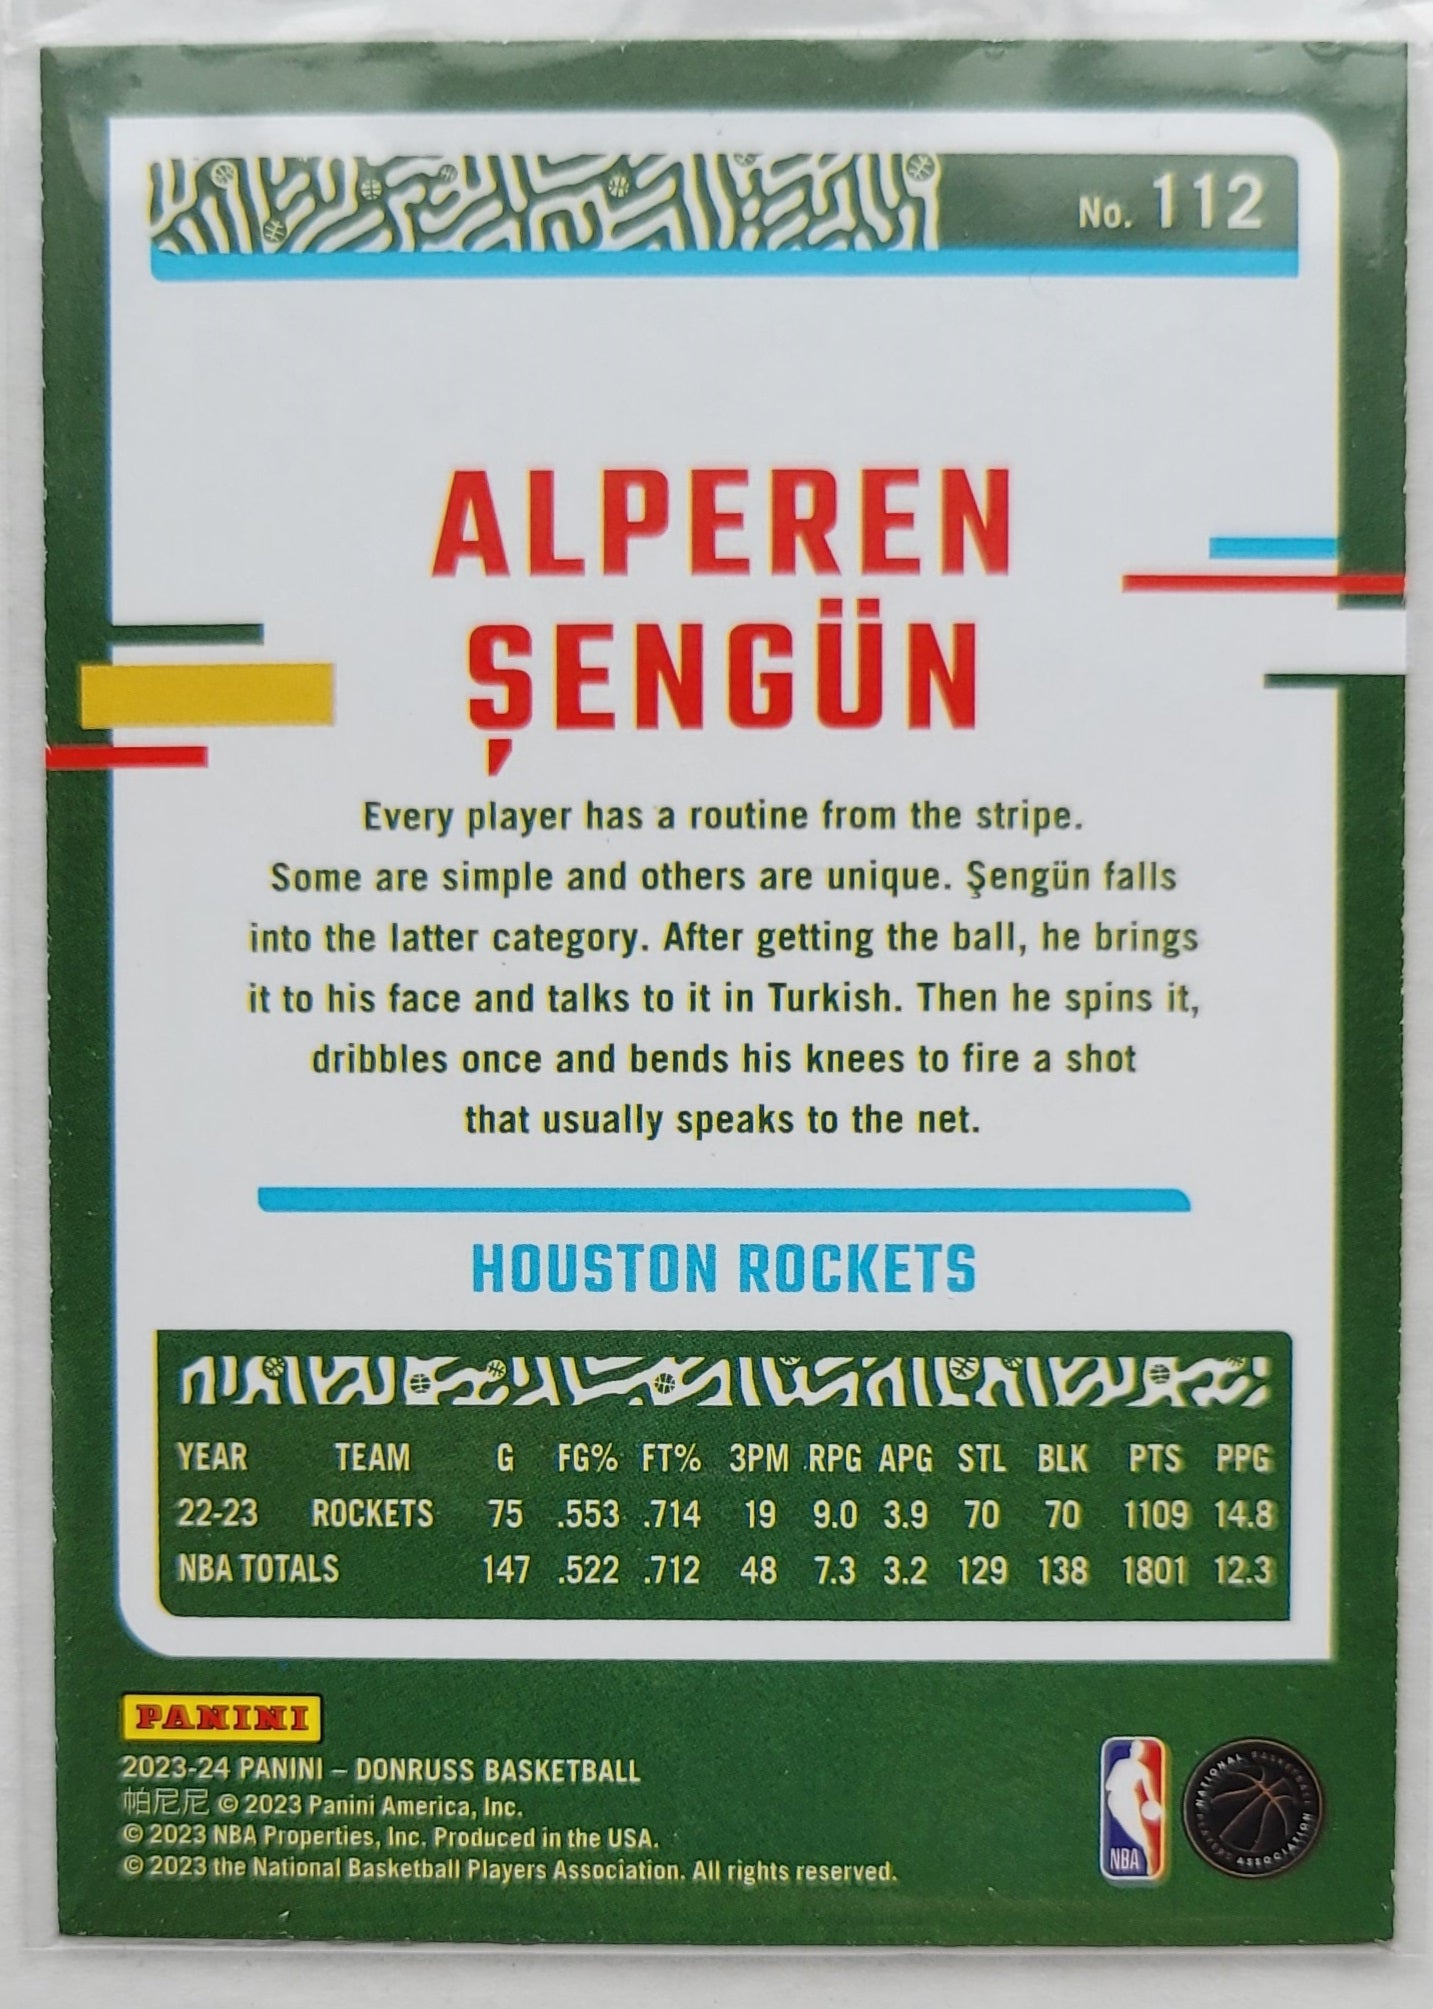 No. 112
ALPEREN
ŞENGÜN
Every player has a routine from the stripe.
Some are simple and others are unique. Şengün falls
into the latter category. After getting the ball, he brings
it to his face and talks to it in Turkish. Then he spins it,
dribbles once and bends his knees to fire a shot
that usually speaks to the net.
HOUSTON ROCKETS
YEAR TEAM G FG% FT% 3PM RPG APG STL BLK PTS PPG
22-23 ROCKETS 75 .553 .714 19 9.0 3.9 70 70 1109 14.8
NBA TOTALS 147 .522 .712 48 7.3 3.2 129 138 1801 12.3
PANINI
2023-24 PANINI – DONRUSS BASKETBALL
帕尼尼 © 2023 Panini America, Inc.
© 2023 NBA Properties, Inc. Produced in the USA.
© 2023 the National Basketball Players Association. All rights reserved.
NBA
NATIONAL BASKETBALL PLAYERS ASSOCIATION